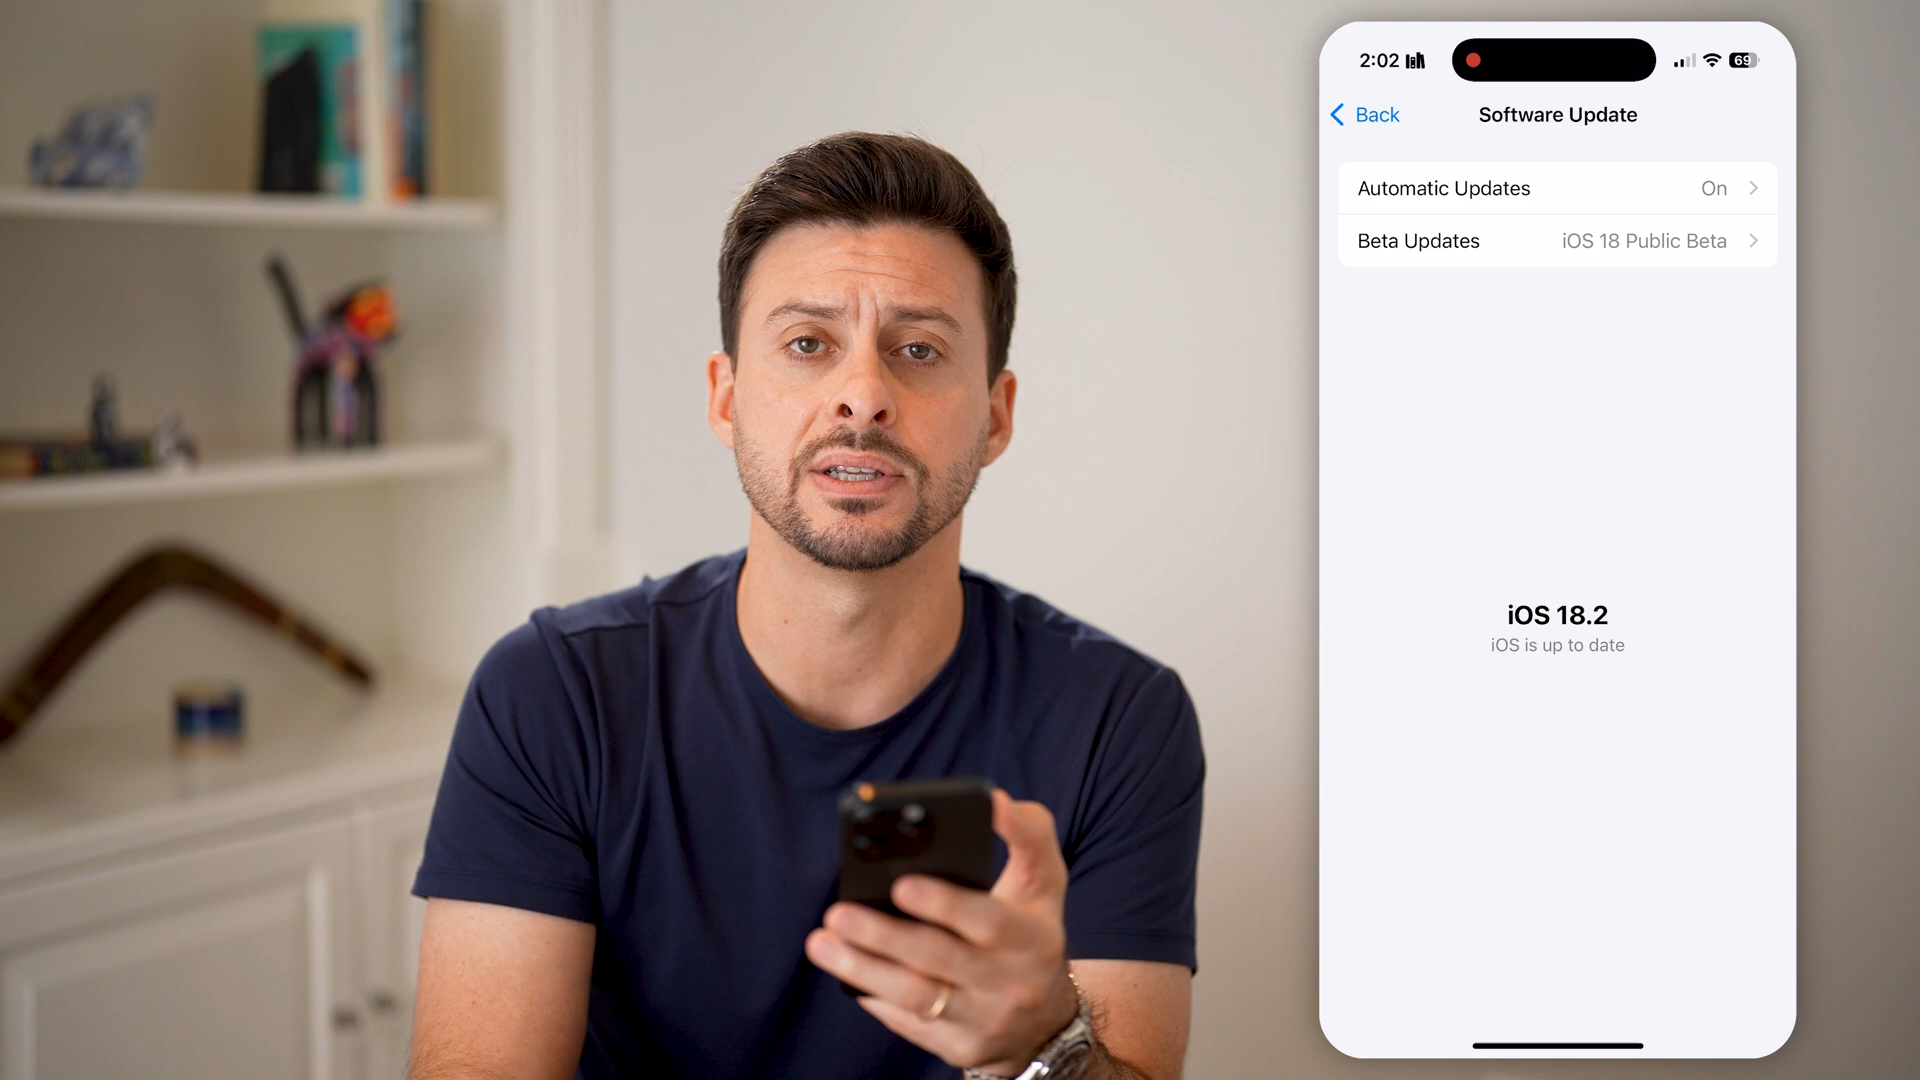 2:02
69
Back
Software Update
Automatic Updates On
Beta Updates iOS 18 Public Beta
iOS 18.2
iOS is up to date